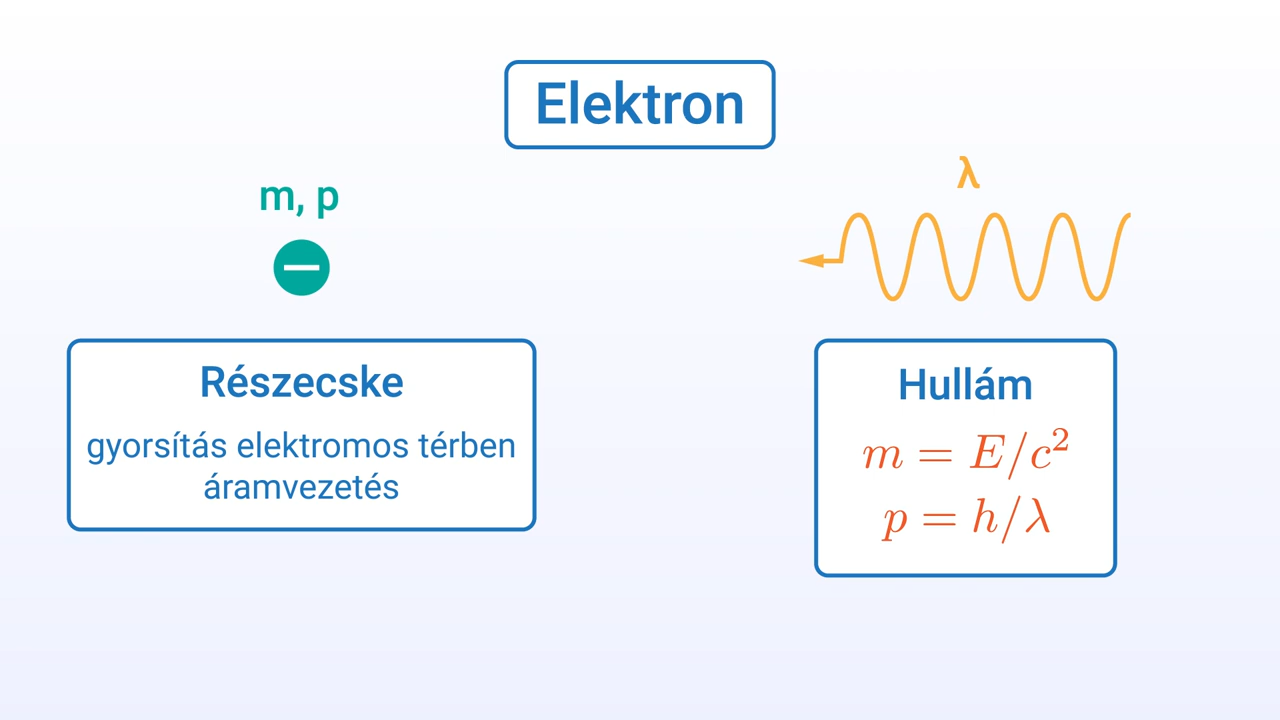 Elektron
m, p
λ
Részecske
gyorsítás elektromos térben
áramvezetés
Hullám
m = E/c²
p = h/λ